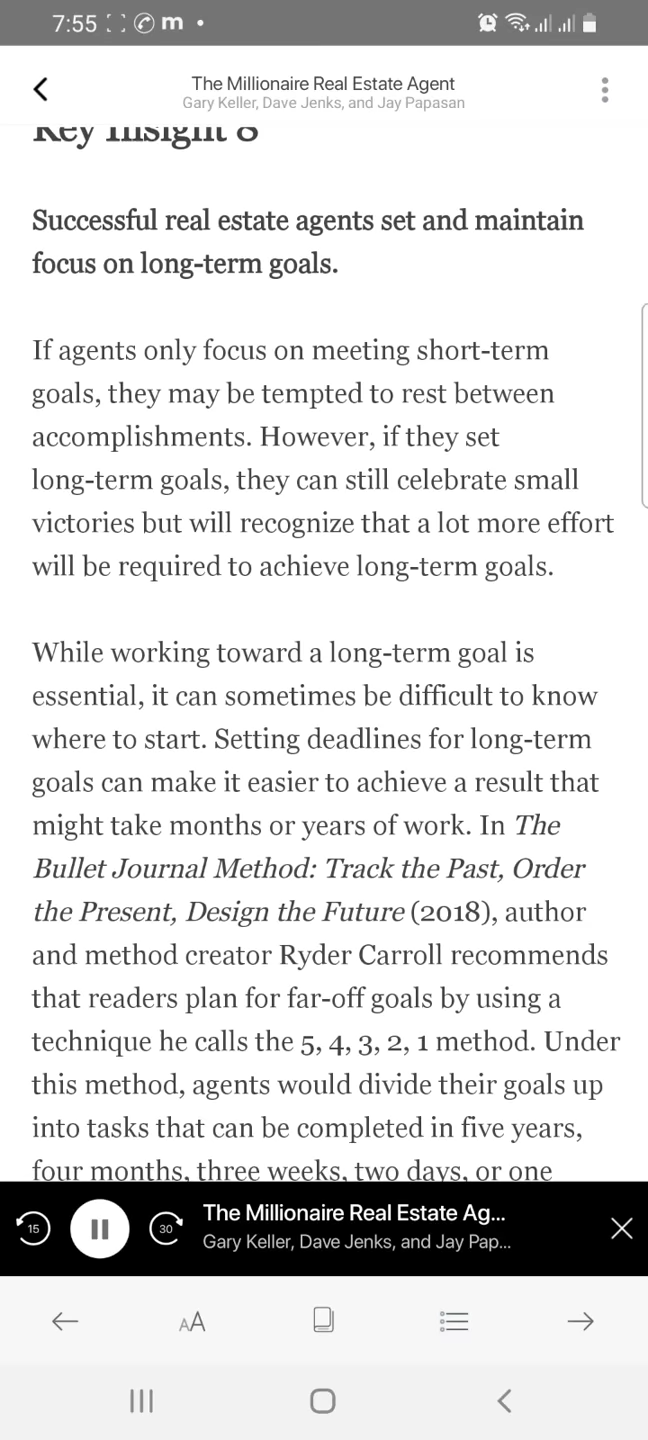 7:55
The Millionaire Real Estate Agent
Gary Keller, Dave Jenks, and Jay Papasan
Key Insight 8
Successful real estate agents set and maintain
focus on long-term goals.
If agents only focus on meeting short-term
goals, they may be tempted to rest between
accomplishments. However, if they set
long-term goals, they can still celebrate small
victories but will recognize that a lot more effort
will be required to achieve long-term goals.
While working toward a long-term goal is
essential, it can sometimes be difficult to know
where to start. Setting deadlines for long-term
goals can make it easier to achieve a result that
might take months or years of work. In The
Bullet Journal Method: Track the Past, Order
the Present, Design the Future (2018), author
and method creator Ryder Carroll recommends
that readers plan for far-off goals by using a
technique he calls the 5, 4, 3, 2, 1 method. Under
this method, agents would divide their goals up
into tasks that can be completed in five years,
four months, three weeks, two days, or one
15
30
The Millionaire Real Estate Ag...
Gary Keller, Dave Jenks, and Jay Pap...
AA